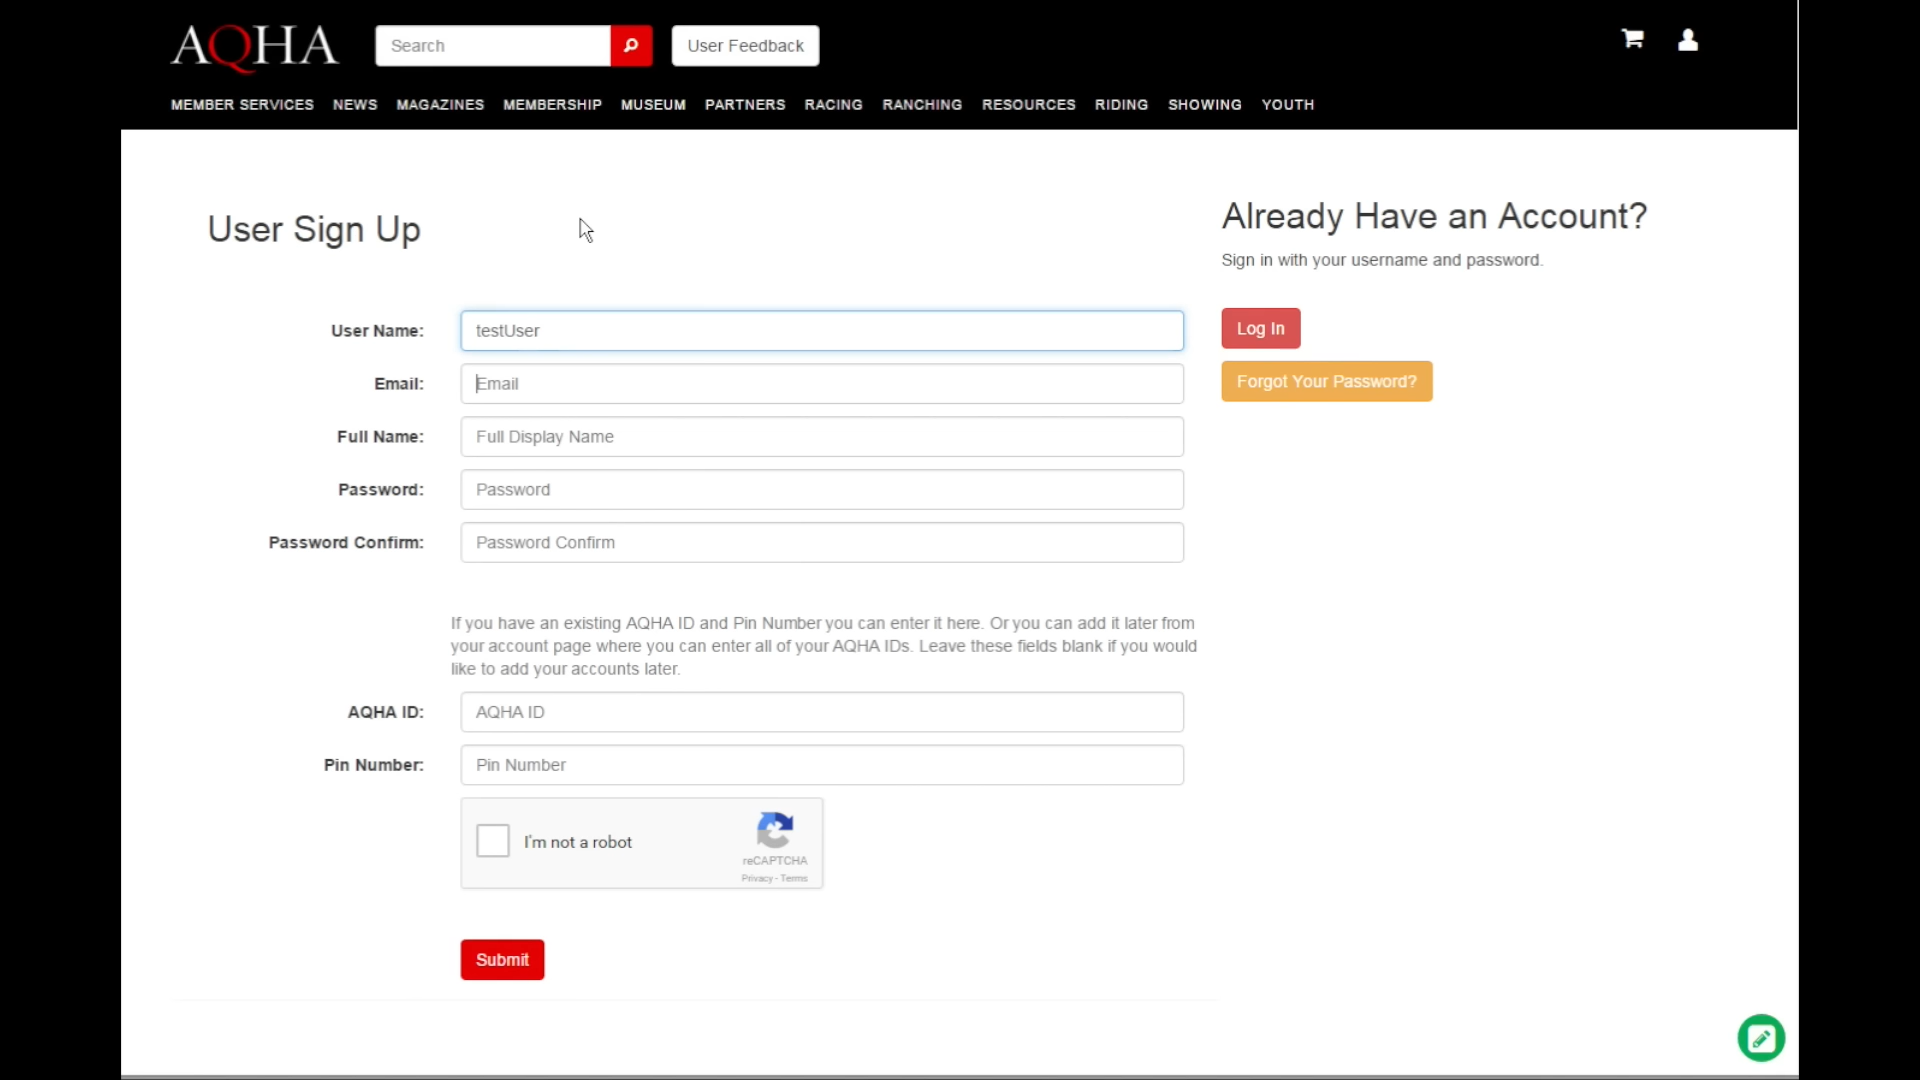 AQHA
Search
User Feedback
MEMBER SERVICES NEWS MAGAZINES MEMBERSHIP MUSEUM PARTNERS RACING RANCHING RESOURCES RIDING SHOWING YOUTH
User Sign Up
User Name: testUser
Email: Email
Full Name: Full Display Name
Password: Password
Password Confirm: Password Confirm
If you have an existing AQHA ID and Pin Number you can enter it here. Or you can add it later from
your account page where you can enter all of your AQHA IDs. Leave these fields blank if you would
like to add your accounts later.
AQHA ID: AQHA ID
Pin Number: Pin Number
I'm not a robot
reCAPTCHA
Privacy - Terms
Submit
Already Have an Account?
Sign in with your username and password.
Log In
Forgot Your Password?